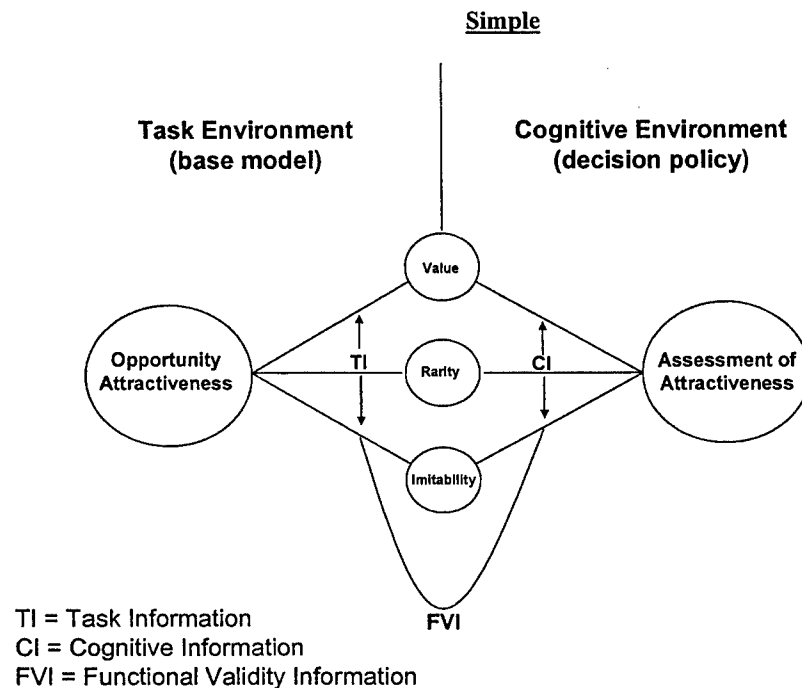 Simple
Task Environment
(base model)
Cognitive Environment
(decision policy)
Value
Opportunity
Attractiveness
TI
Rarity
CI
Assessment of
Attractiveness
Imitability
FVI
TI = Task Information
CI = Cognitive Information
FVI = Functional Validity Information